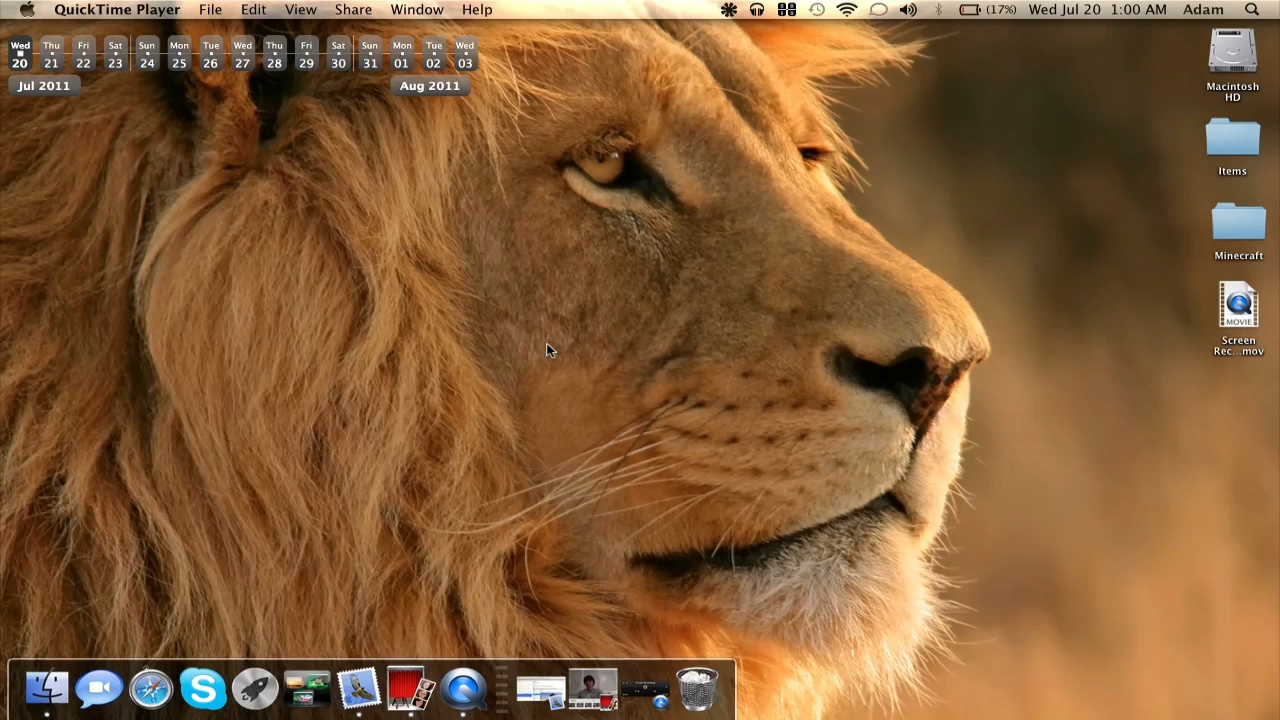 QuickTime Player File Edit View Share Window Help (17%) Wed Jul 20 1:00 AM Adam
Wed Thu Fri Sat Sun Mon Tue Wed Thu Fri Sat Sun Mon Tue Wed
20 21 22 23 24 25 26 27 28 29 30 31 01 02 03
Jul 2011 Aug 2011
Macintosh
HD
Items
Minecraft
MOVIE
Screen
Rec...mov